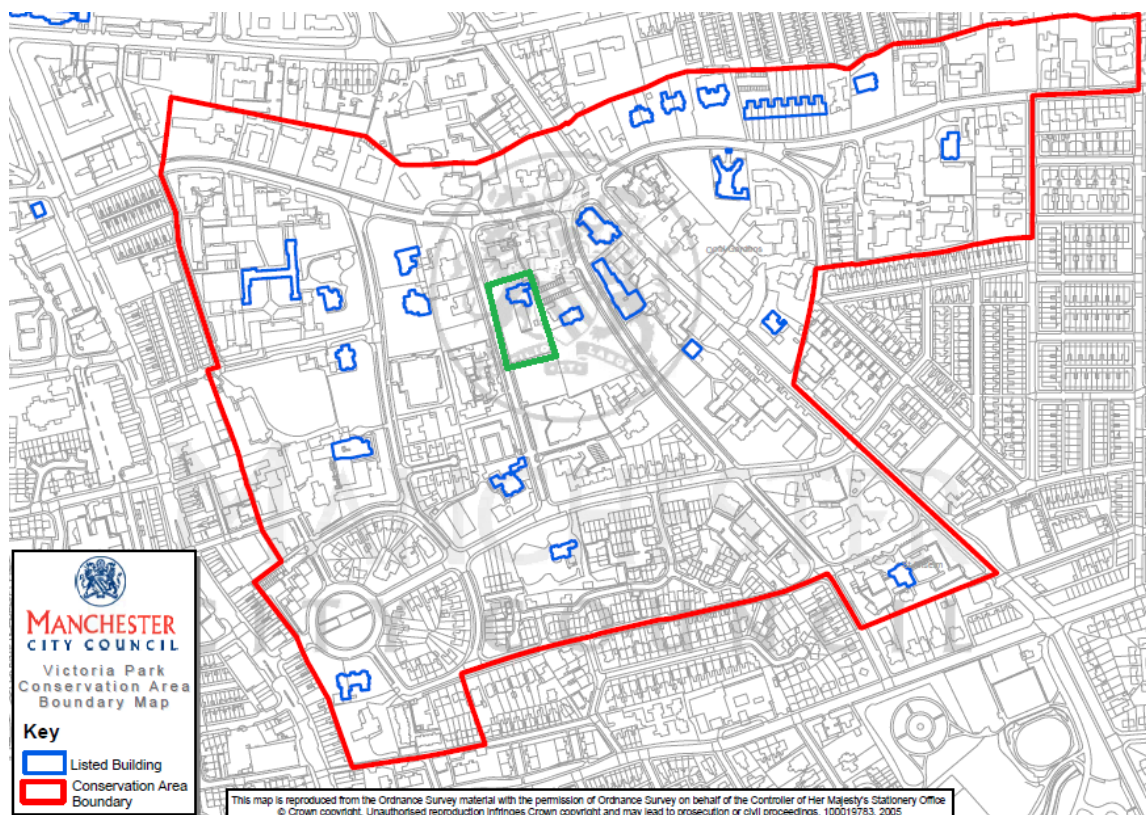 MANCHESTER
CITY COUNCIL
Victoria Park
Conservation Area
Boundary Map
Key
Listed Building
Conservation Area
Boundary
This map is reproduced from the Ordnance Survey material with the permission of Ordnance Survey on behalf of the Controller of Her Majesty's Stationery Office
© Crown copyright. Unauthorised reproduction infringes Crown copyright and may lead to prosecution or civil proceedings. 100019783. 2005